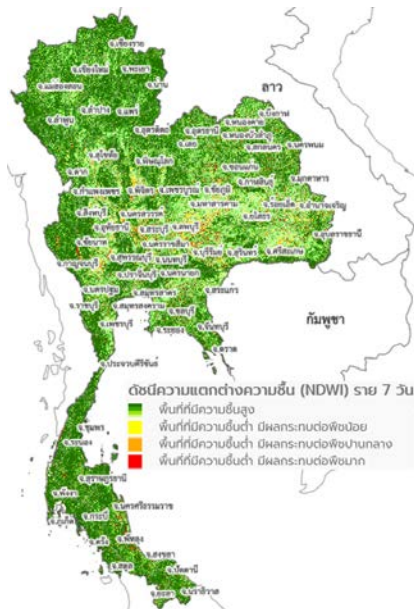 จ.เชียงราย
จ.เชียงใหม่
จ.พะเยา
จ.แม่ฮ่องสอน
จ.น่าน
จ.ลำปาง
จ.แพร่
จ.ลำพูน
ลาว
จ.บึงกาฬ
จ.อุตรดิตถ์
จ.อุดรธานี
จ.หนองคาย
จ.เลย
จ.หนองบัวลำภู
จ.สกลนคร
จ.นครพนม
จ.สุโขทัย
จ.พิษณุโลก
จ.ตาก
จ.ขอนแก่น
จ.กาฬสินธุ์
จ.มุกดาหาร
จ.กำแพงเพชร
จ.พิจิตร
จ.เพชรบูรณ์
จ.ชัยภูมิ
จ.มหาสารคาม
จ.ร้อยเอ็ด
จ.อำนาจเจริญ
จ.สิงห์บุรี
จ.นครสวรรค์
จ.ยโสธร
จ.อุทัยธานี
จ.สระบุรี
จ.ลพบุรี
จ.อุบลราชธานี
จ.ชัยนาท
จ.นครราชสีมา
จ.บุรีรัมย์
จ.สุรินทร์
จ.ศรีสะเกษ
จ.กาญจนบุรี
จ.สุพรรณบุรี
จ.นนทบุรี
จ.ปราจีนบุรี
จ.นครนายก
จ.นครปฐม
จ.สมุทรสาคร
จ.สระแก้ว
จ.ราชบุรี
จ.สมุทรสงคราม
จ.ชลบุรี
จ.เพชรบุรี
จ.ระยอง
จ.จันทบุรี
กัมพูชา
จ.ตราด
จ.ประจวบคีรีขันธ์
ดัชนีความแตกต่างความชื้น (NDWI) ราย 7 วัน
พื้นที่ที่มีความชื้นสูง
พื้นที่ที่มีความชื้นต่ำ มีผลกระทบต่อพืชน้อย
พื้นที่ที่มีความชื้นต่ำ มีผลกระทบต่อพืชปานกลาง
พื้นที่ที่มีความชื้นต่ำ มีผลกระทบต่อพืชมาก
จ.ชุมพร
จ.ระนอง
จ.สุราษฎร์ธานี
จ.พังงา
จ.นครศรีธรรมราช
จ.ภูเก็ต
จ.กระบี่
จ.ตรัง
จ.พัทลุง
จ.สงขลา
จ.สตูล
จ.ปัตตานี
จ.ยะลา
จ.นราธิวาส